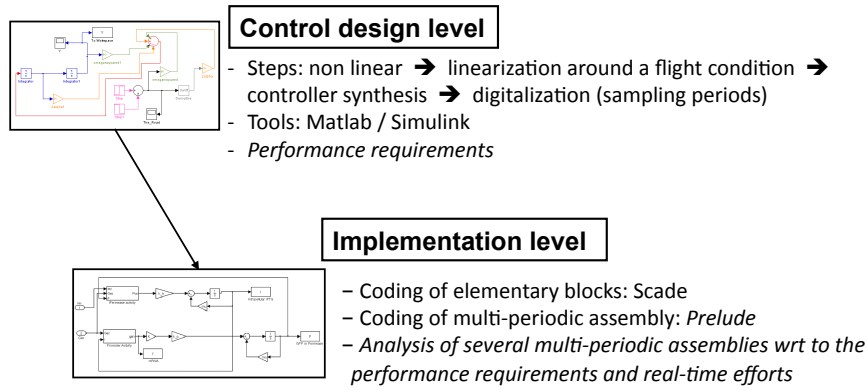 Control design level
- Steps: non linear ➔ linearization around a flight condition ➔
controller synthesis ➔ digitalization (sampling periods)
- Tools: Matlab / Simulink
- Performance requirements
Implementation level
– Coding of elementary blocks: Scade
– Coding of multi-periodic assembly: Prelude
– Analysis of several multi-periodic assemblies wrt to the
performance requirements and real-time efforts